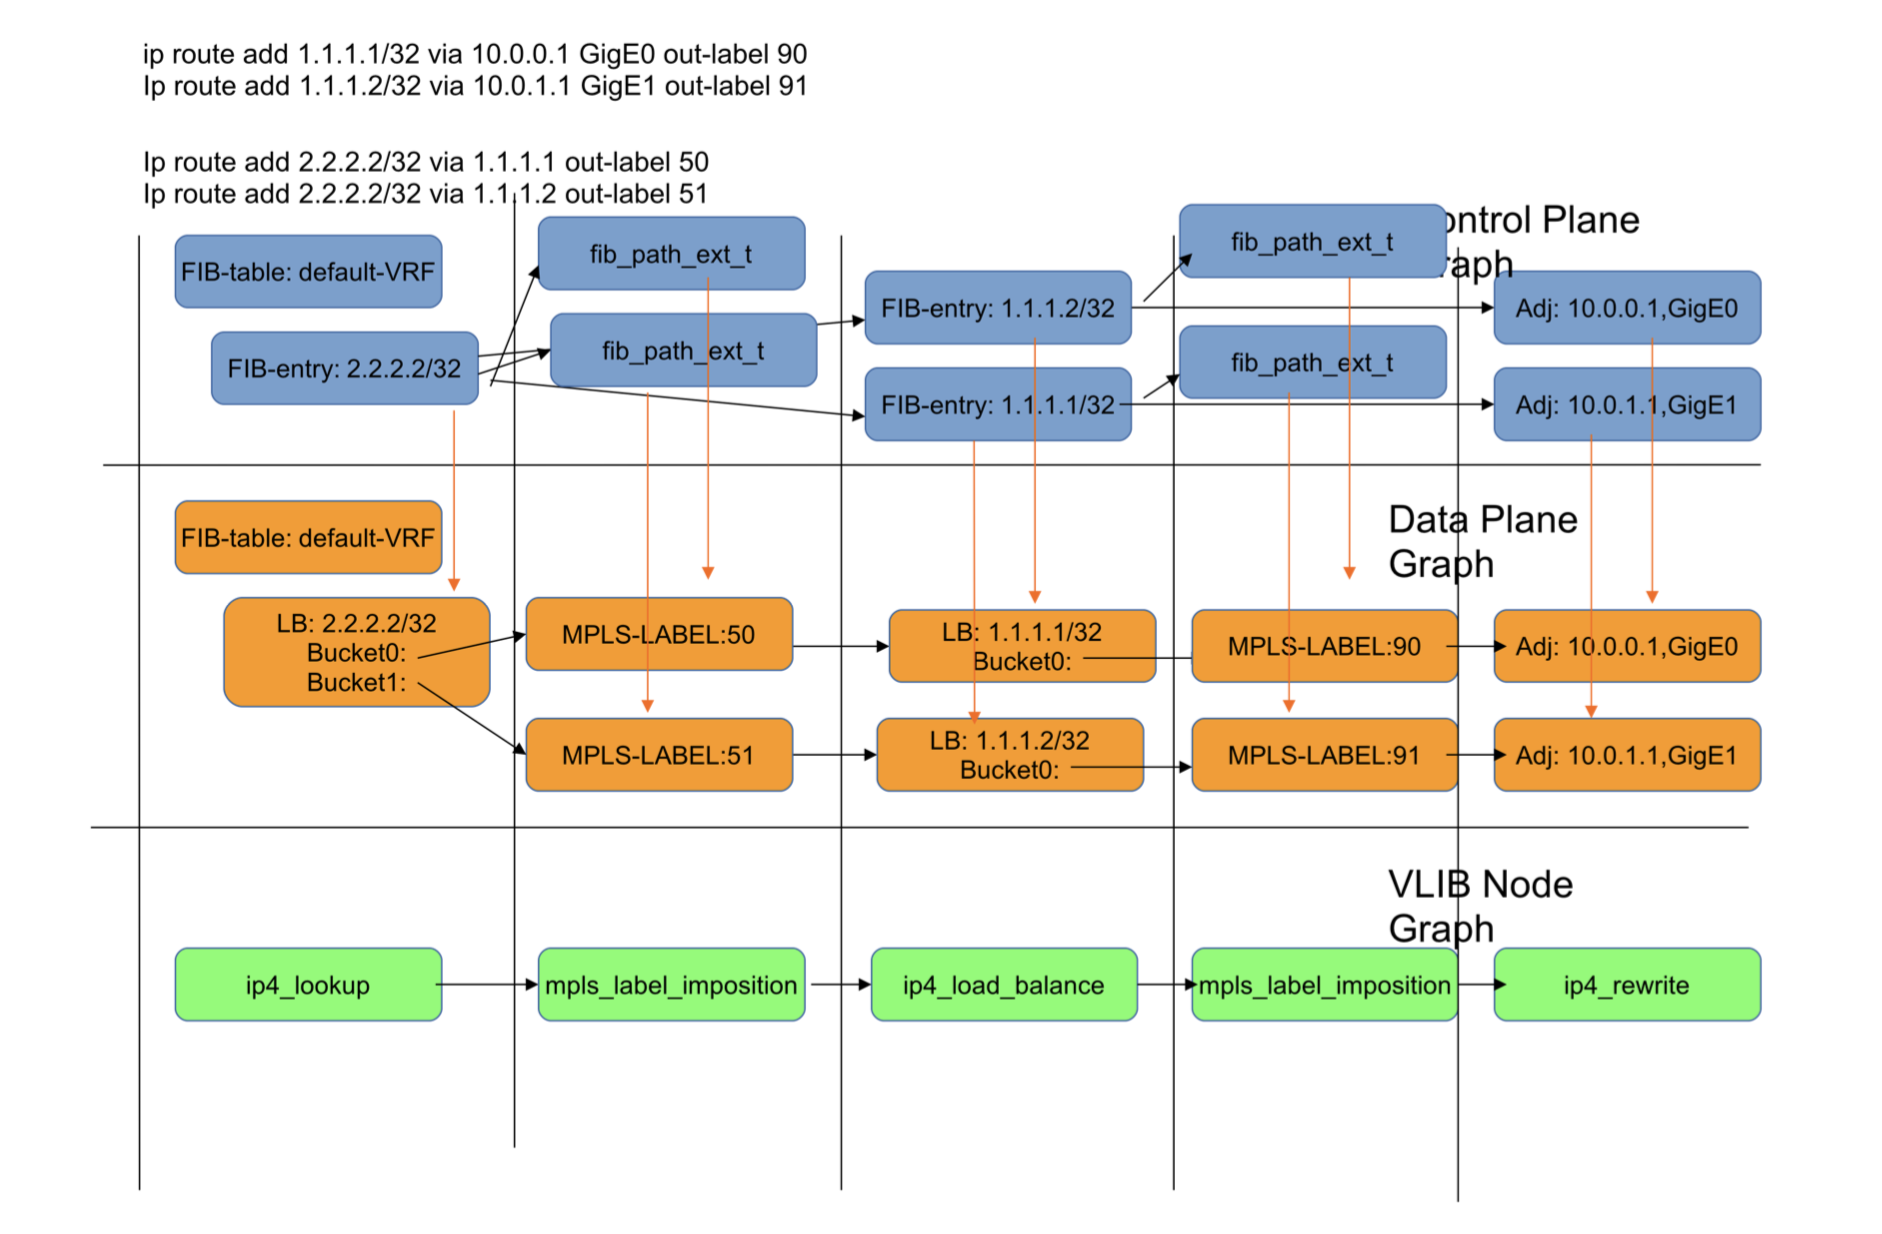 ip route add 1.1.1.1/32 via 10.0.0.1 GigE0 out-label 90
Ip route add 1.1.1.2/32 via 10.0.1.1 GigE1 out-label 91
Ip route add 2.2.2.2/32 via 1.1.1.1 out-label 50
Ip route add 2.2.2.2/32 via 1.1.1.2 out-label 51
ontrol Plane
raph
FIB-table: default-VRF
FIB-entry: 2.2.2.2/32
fib_path_ext_t
fib_path_ext_t
FIB-entry: 1.1.1.2/32
FIB-entry: 1.1.1.1/32
fib_path_ext_t
fib_path_ext_t
Adj: 10.0.0.1,GigE0
Adj: 10.0.1.1,GigE1
Data Plane
Graph
FIB-table: default-VRF
LB: 2.2.2.2/32
Bucket0:
Bucket1:
MPLS-LABEL:50
MPLS-LABEL:51
LB: 1.1.1.1/32
Bucket0:
LB: 1.1.1.2/32
Bucket0:
MPLS-LABEL:90
MPLS-LABEL:91
Adj: 10.0.0.1,GigE0
Adj: 10.0.1.1,GigE1
VLIB Node
Graph
ip4_lookup
mpls_label_imposition
ip4_load_balance
mpls_label_imposition
ip4_rewrite